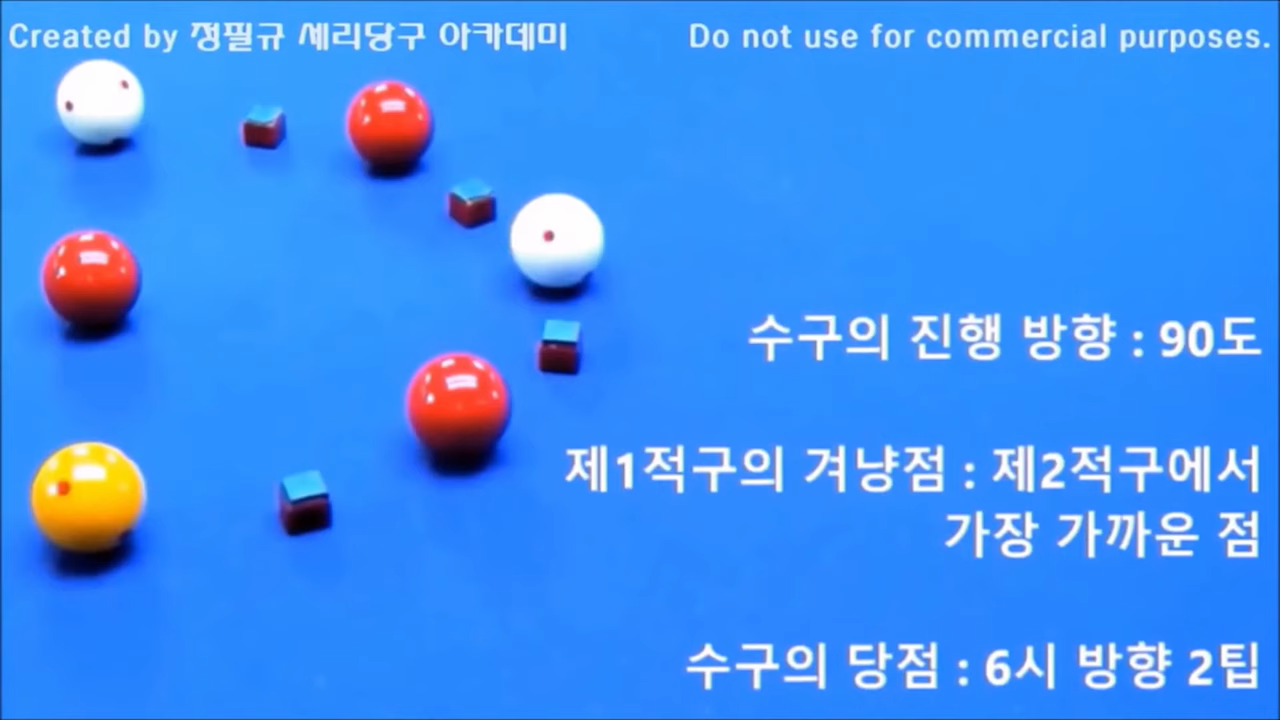 Created by 정필규 세리당구 아카데미
Do not use for commercial purposes.
수구의 진행 방향 : 90도
제1적구의 겨냥점 : 제2적구에서
가장 가까운 점
수구의 당점 : 6시 방향 2팁